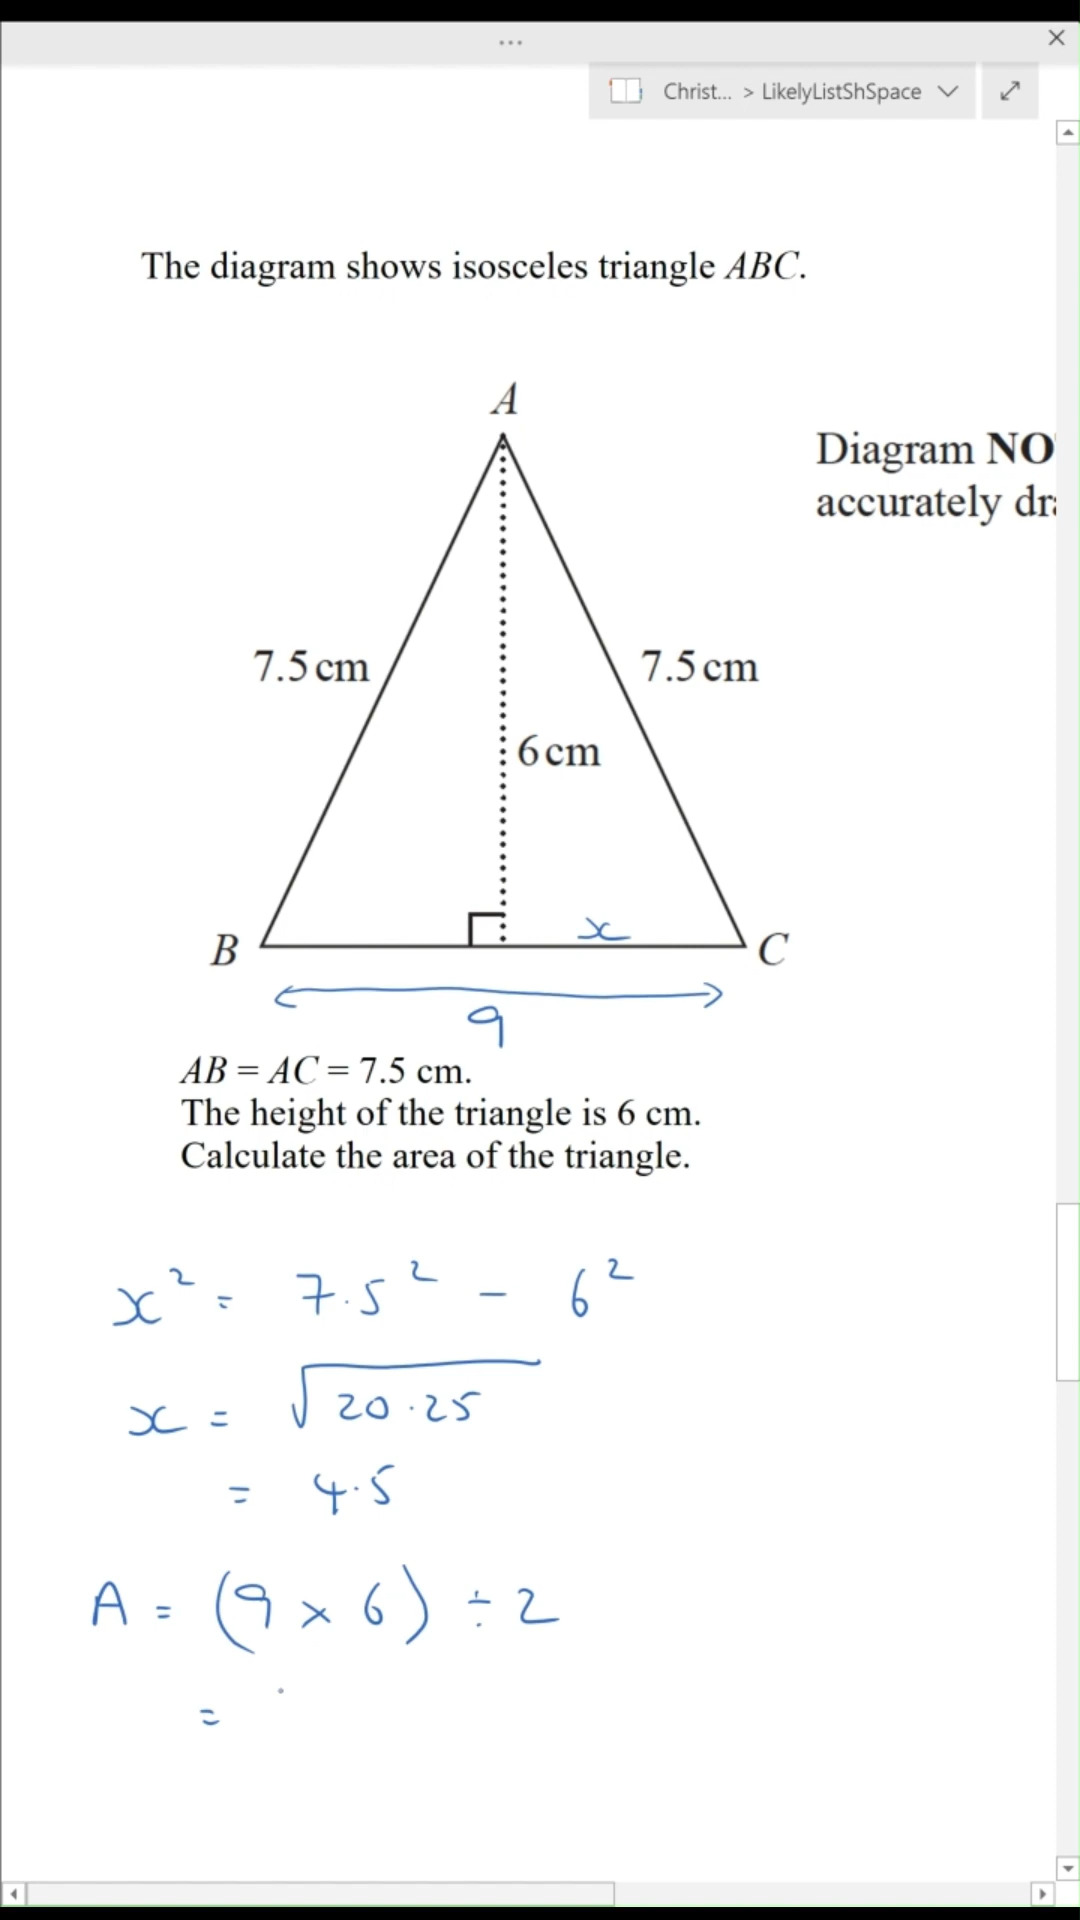 ...
Christ... > LikelyListShSpace
The diagram shows isosceles triangle ABC.
A
Diagram NO
accurately dra
7.5 cm
7.5 cm
6 cm
x
B
C
9
AB = AC = 7.5 cm.
The height of the triangle is 6 cm.
Calculate the area of the triangle.
x² = 7.5² - 6²
x = √20.25
= 4.5
A = (9 × 6) ÷ 2
=